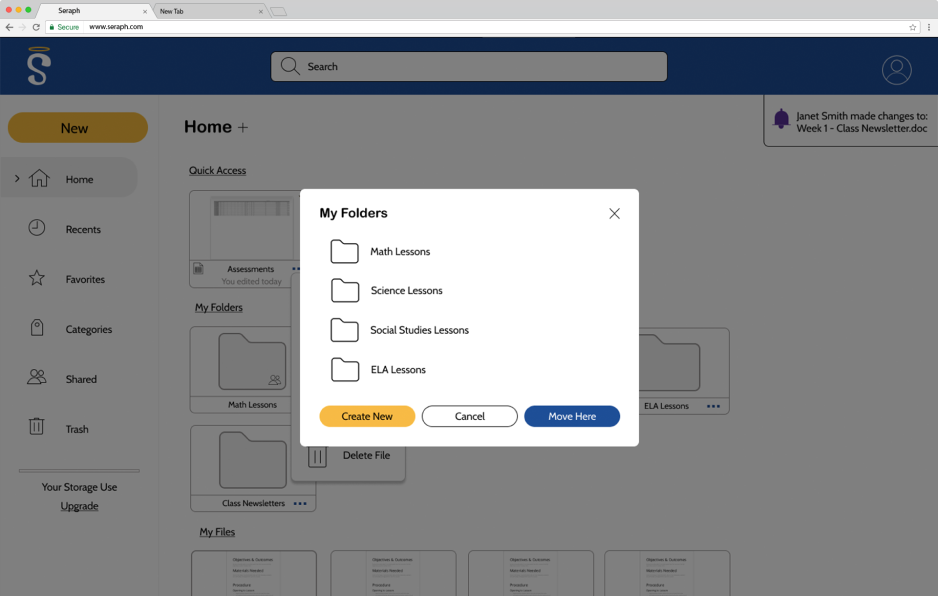 Seraph
New Tab
Secure www.seraph.com
S
Search
New
Home
Recents
Favorites
Categories
Shared
Trash
Your Storage Use
Upgrade
Home +
Janet Smith made changes to:
Week 1 - Class Newsletter.doc
Quick Access
Assessments
You edited today
My Folders
Math Lessons
ELA Lessons
Class Newsletters
Delete File
My Folders
Math Lessons
Science Lessons
Social Studies Lessons
ELA Lessons
Create New
Cancel
Move Here
My Files
Objectives & Outcomes
Materials Needed
Procedure
Objectives & Outcomes
Materials Needed
Procedure
Objectives & Outcomes
Materials Needed
Procedure
Objectives & Outcomes
Materials Needed
Procedure